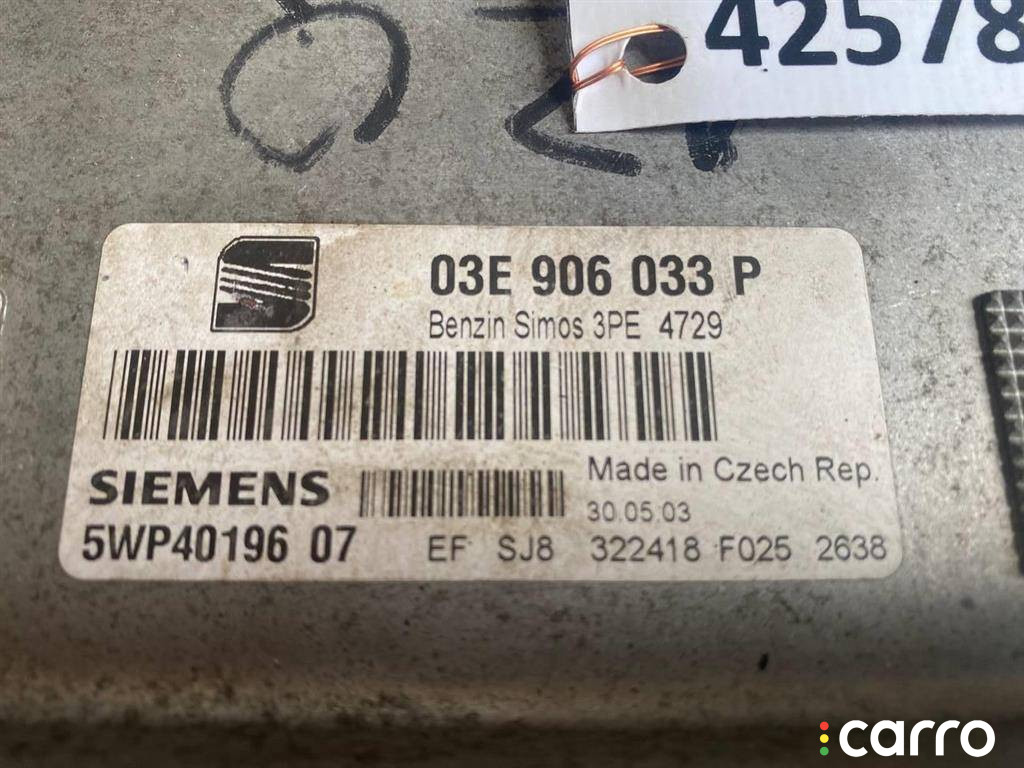 42578
03E 906 033 P
Benzin Simos 3PE 4729
SIEMENS
Made in Czech Rep.
30.05.03
5WP40196 07
EF SJ8 322418 F025 2638
carro